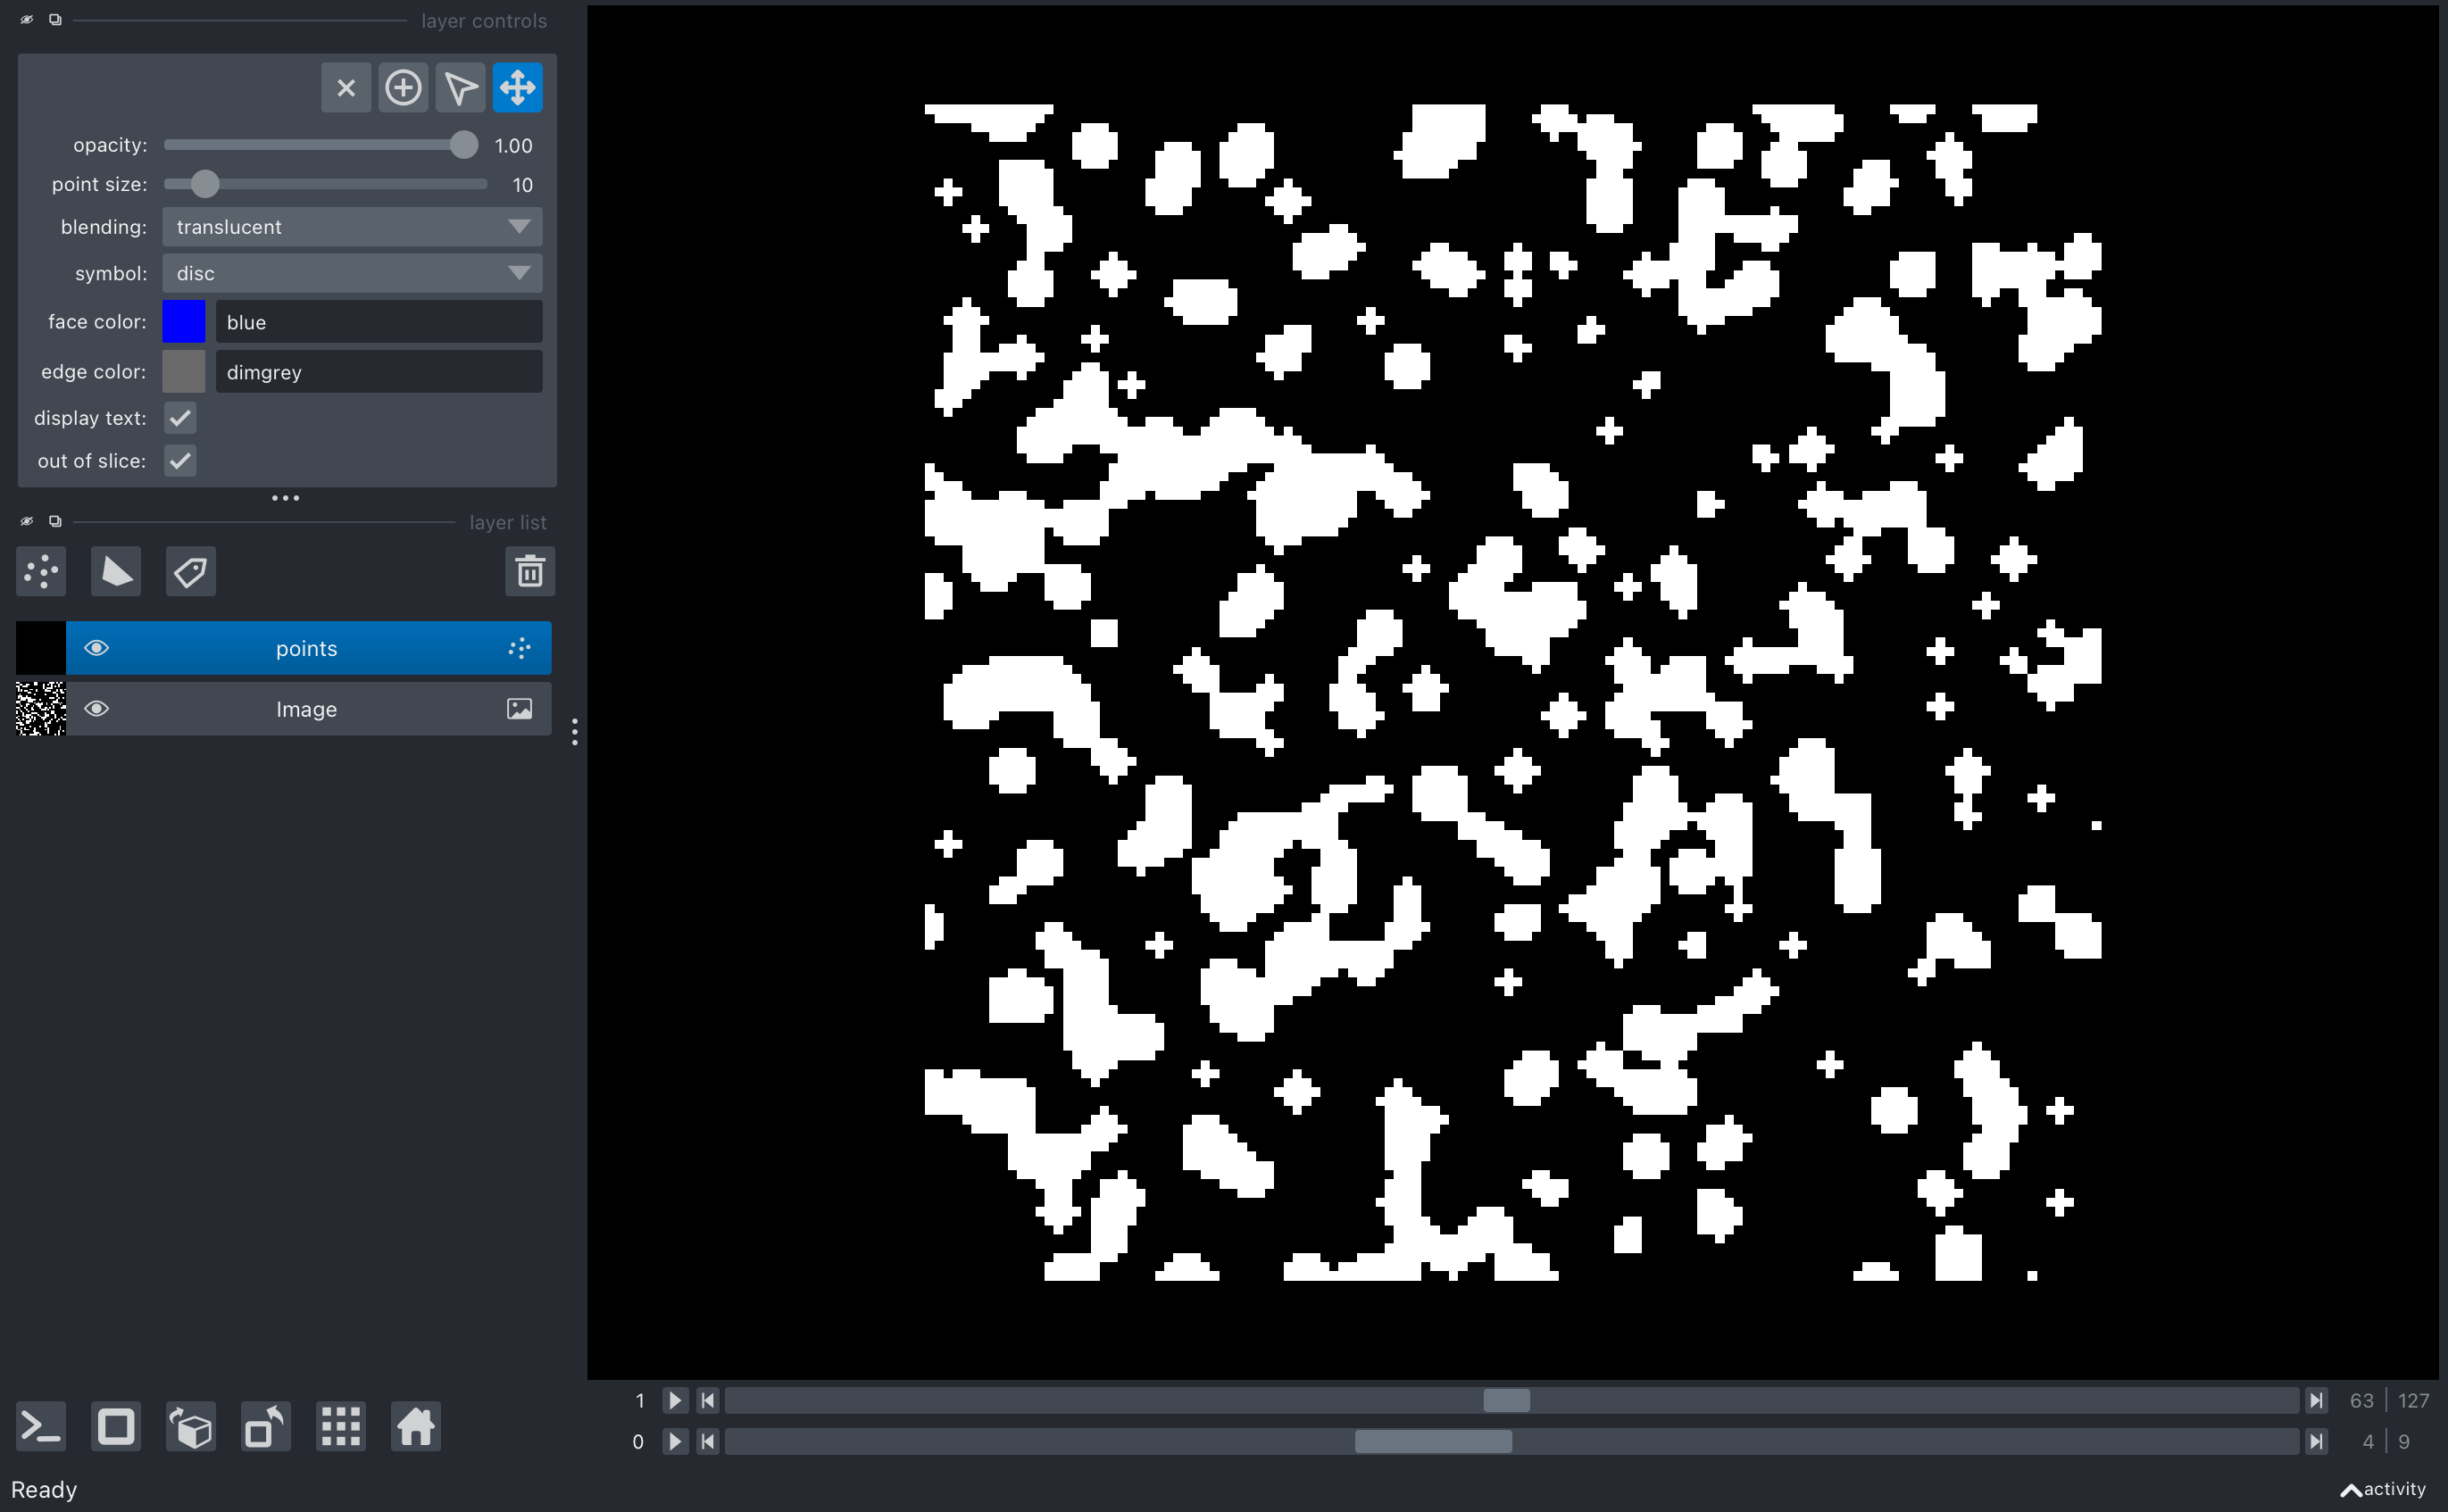 layer controls
opacity: 1.00
point size: 10
blending: translucent
symbol: disc
face color: blue
edge color: dimgrey
display text:
out of slice:
layer list
points
Image
1 63 | 127
0 4 | 9
Ready
activity